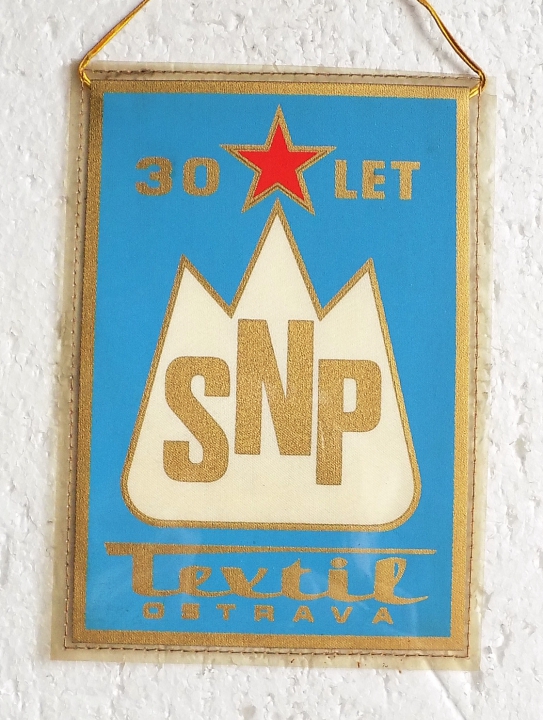 30 LET
SNP
Textil
OSTRAVA